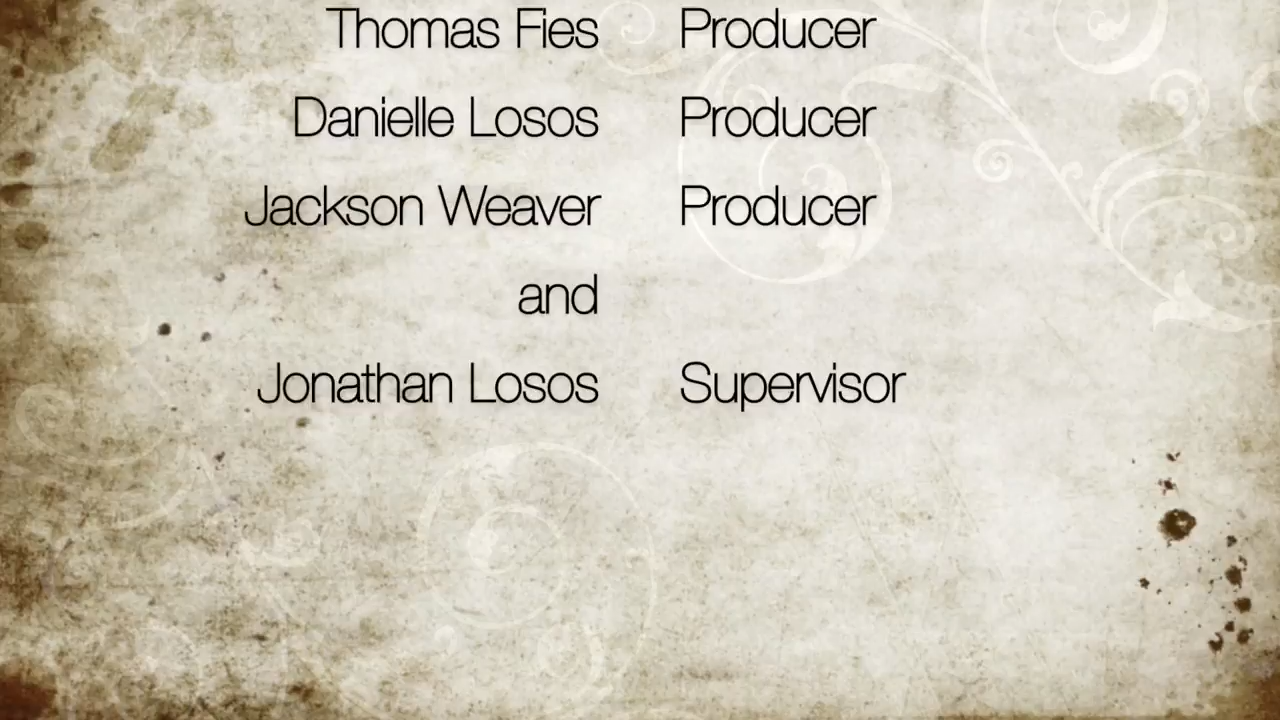 Thomas Fies Producer
Danielle Losos Producer
Jackson Weaver Producer
and
Jonathan Losos Supervisor